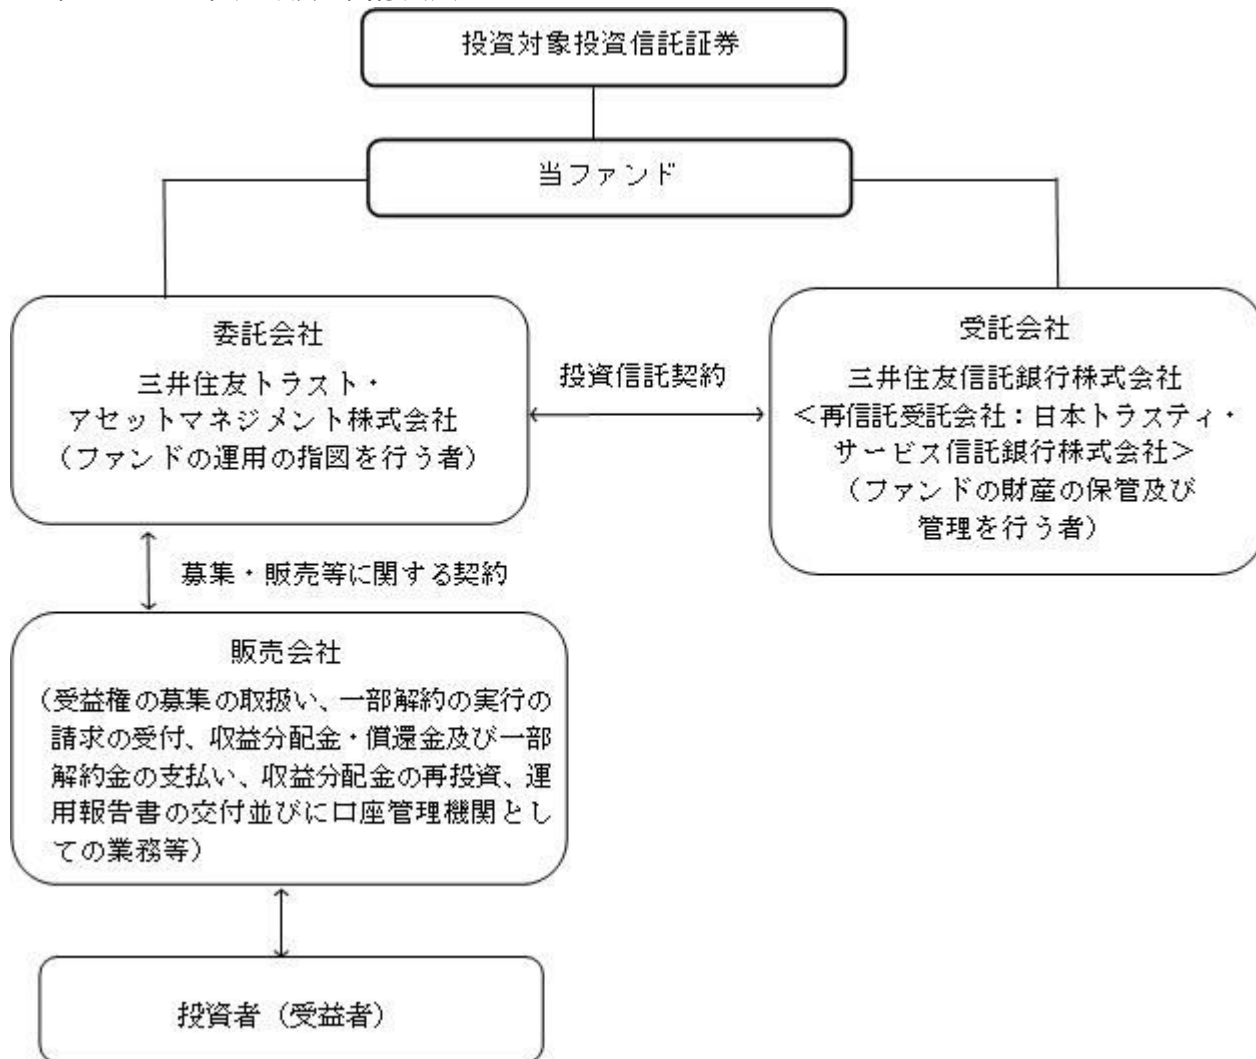 投資対象投資信託証券
当ファンド
委託会社
三井住友トラスト・
アセットマネジメント株式会社
（ファンドの運用の指図を行う者）
投資信託契約
受託会社
三井住友信託銀行株式会社
＜再信託受託会社：日本トラスティ・
サービス信託銀行株式会社＞
（ファンドの財産の保管及び
管理を行う者）
募集・販売等に関する契約
販売会社
（受益権の募集の取扱い、一部解約の実行の
請求の受付、収益分配金・償還金及び一部
解約金の支払い、収益分配金の再投資、運
用報告書の交付並びに口座管理機関とし
ての業務等）
投資者（受益者）